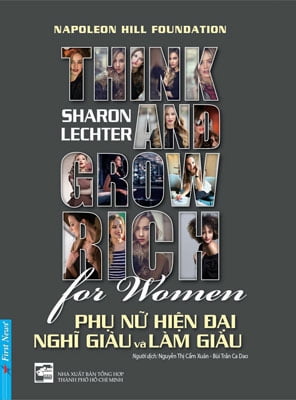 NAPOLEON HILL FOUNDATION
THINK
SHARON
LECHTER
AND
GROW
RICH
for Women
PHỤ NỮ HIỆN ĐẠI
NGHĨ GIÀU và LÀM GIÀU
Người dịch: Nguyễn Thị Cẩm Xuân - Bùi Trần Ca Dao
First News
NHÀ XUẤT BẢN TỔNG HỢP
THÀNH PHỐ HỒ CHÍ MINH